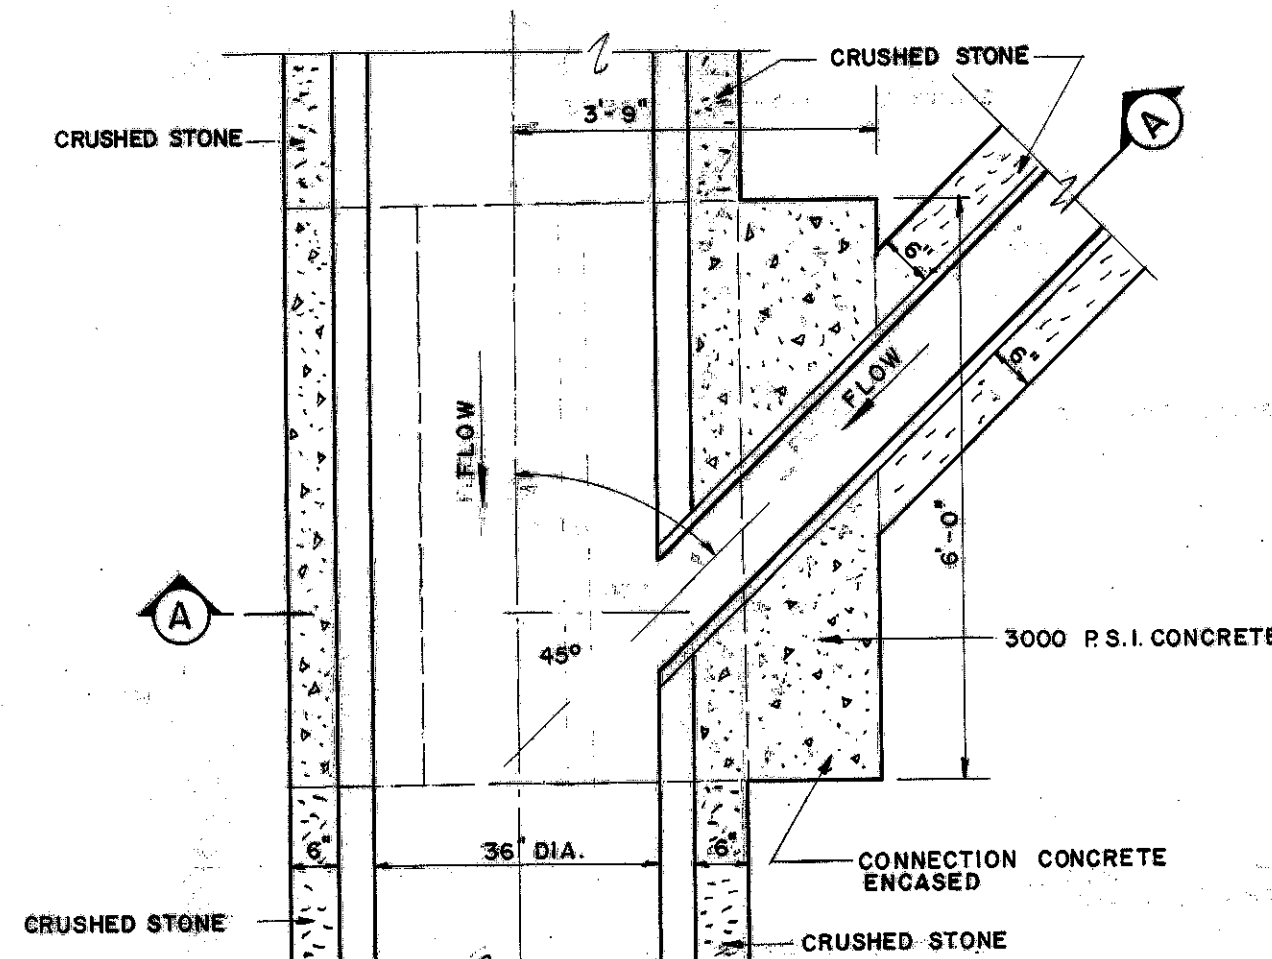 CRUSHED STONE
CRUSHED STONE
3'-9"
A
6"
FLOW
6"
FLOW
6'-0"
A
45°
3000 P.S.I. CONCRETE
6"
36" DIA.
6"
CONNECTION CONCRETE
ENCASED
CRUSHED STONE
CRUSHED STONE